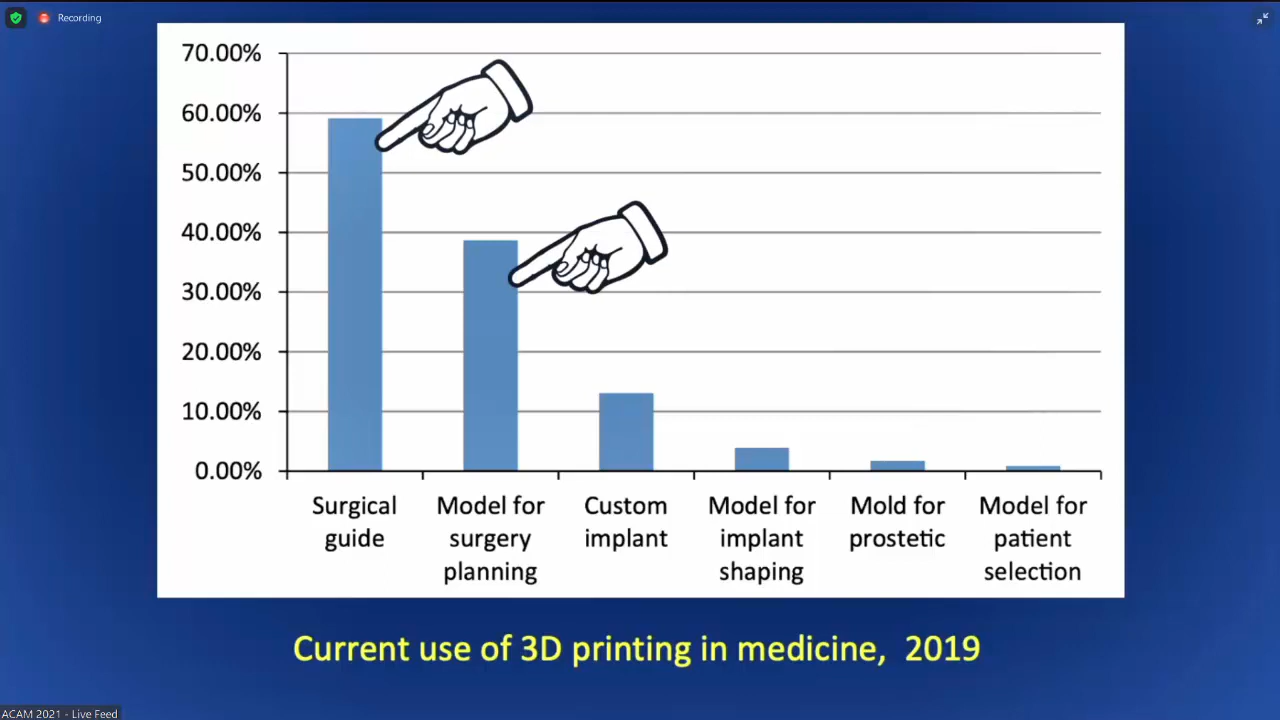 Recording
70.00%
60.00%
50.00%
40.00%
30.00%
20.00%
10.00%
0.00%
Surgical guide
Model for surgery planning
Custom implant
Model for implant shaping
Mold for prostetic
Model for patient selection
Current use of 3D printing in medicine, 2019
ACAM 2021 - Live Feed